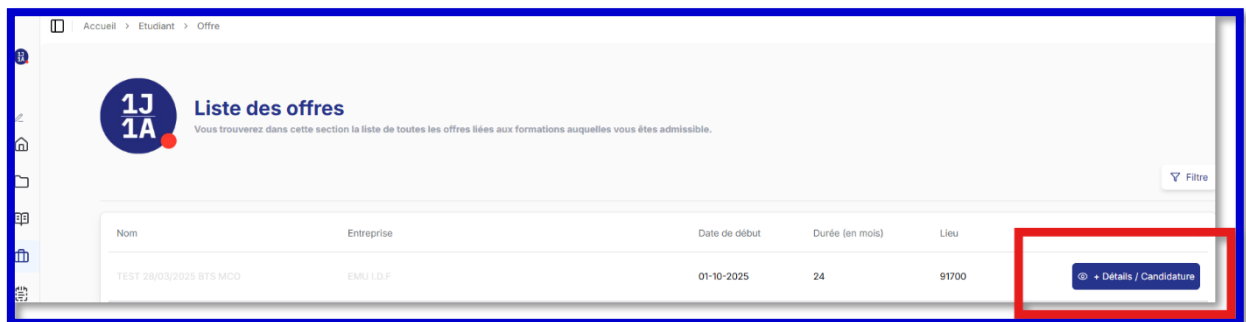 Accueil > Etudiant > Offre
1J
1A
Liste des offres
Vous trouverez dans cette section la liste de toutes les offres liées aux formations auquelles vous êtes admissible.
Filtre
Nom Entreprise Date de début Durée (en mois) Lieu
TEST 28/03/2025 BTS MCO EMU I.D.F 01-10-2025 24 91700 + Détails / Candidature